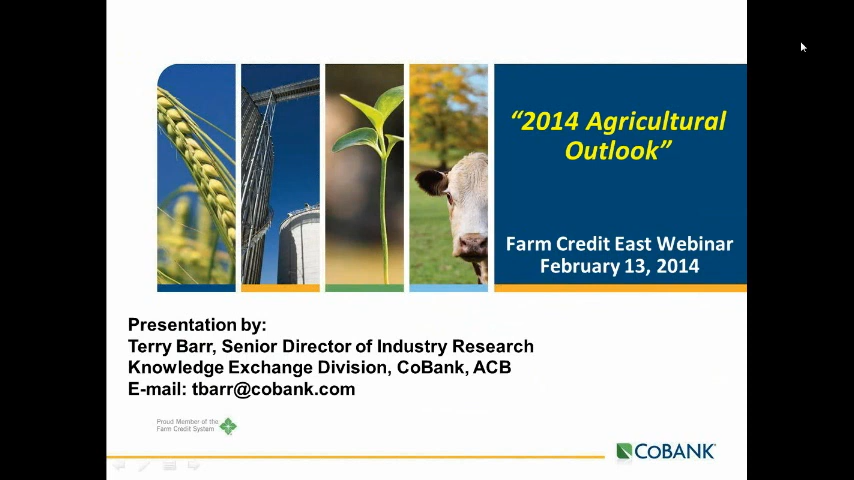 “2014 Agricultural
Outlook”
Farm Credit East Webinar
February 13, 2014
Presentation by:
Terry Barr, Senior Director of Industry Research
Knowledge Exchange Division, CoBank, ACB
E-mail: tbarr@cobank.com
Proud Member of the
Farm Credit System
COBANK